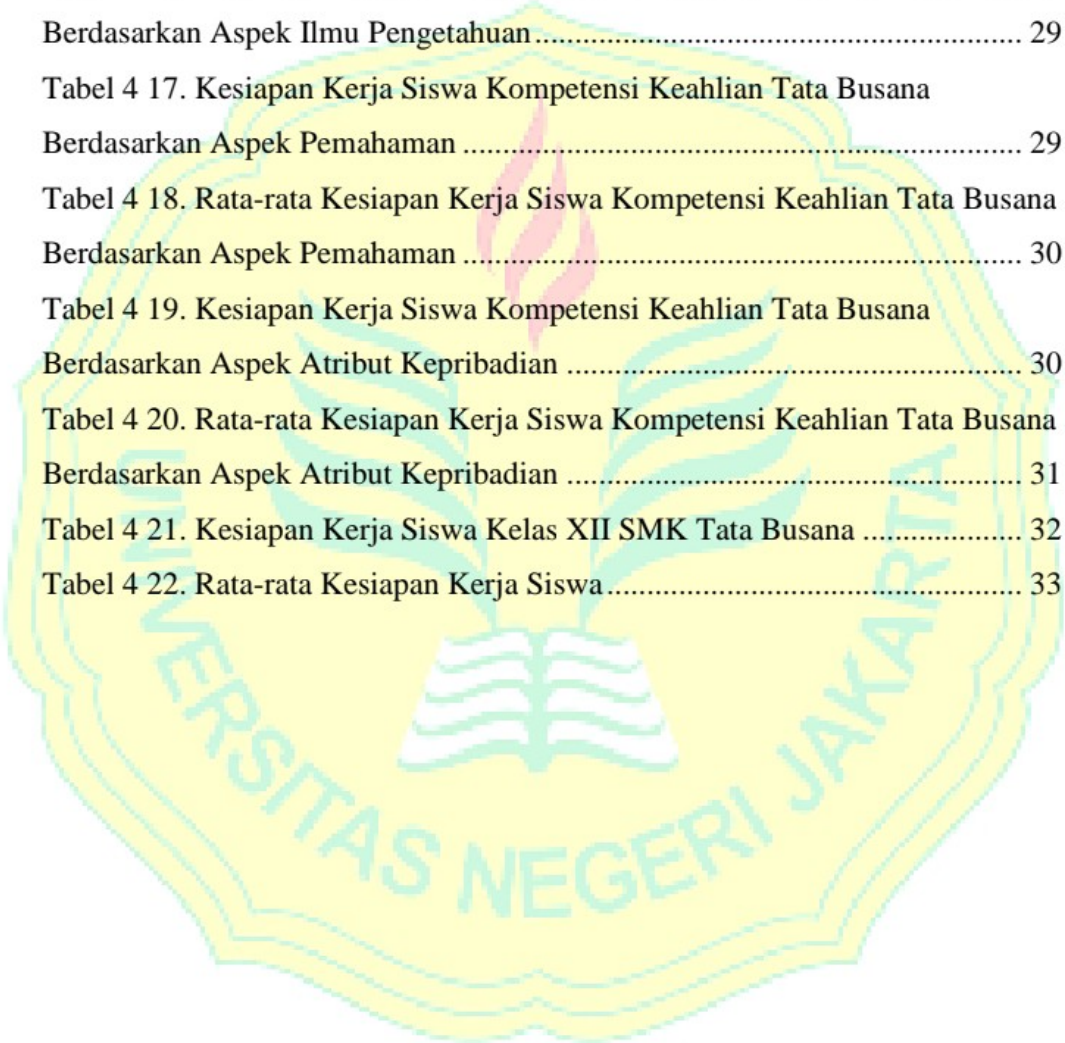 Berdasarkan Aspek Ilmu Pengetahuan .............................................................. 29
Tabel 4 17. Kesiapan Kerja Siswa Kompetensi Keahlian Tata Busana
Berdasarkan Aspek Pemahaman ....................................................................... 29
Tabel 4 18. Rata-rata Kesiapan Kerja Siswa Kompetensi Keahlian Tata Busana
Berdasarkan Aspek Pemahaman ....................................................................... 30
Tabel 4 19. Kesiapan Kerja Siswa Kompetensi Keahlian Tata Busana
Berdasarkan Aspek Atribut Kepribadian .......................................................... 30
Tabel 4 20. Rata-rata Kesiapan Kerja Siswa Kompetensi Keahlian Tata Busana
Berdasarkan Aspek Atribut Kepribadian .......................................................... 31
Tabel 4 21. Kesiapan Kerja Siswa Kelas XII SMK Tata Busana .................... 32
Tabel 4 22. Rata-rata Kesiapan Kerja Siswa ..................................................... 33
UNIVERSITAS NEGERI JAKARTA